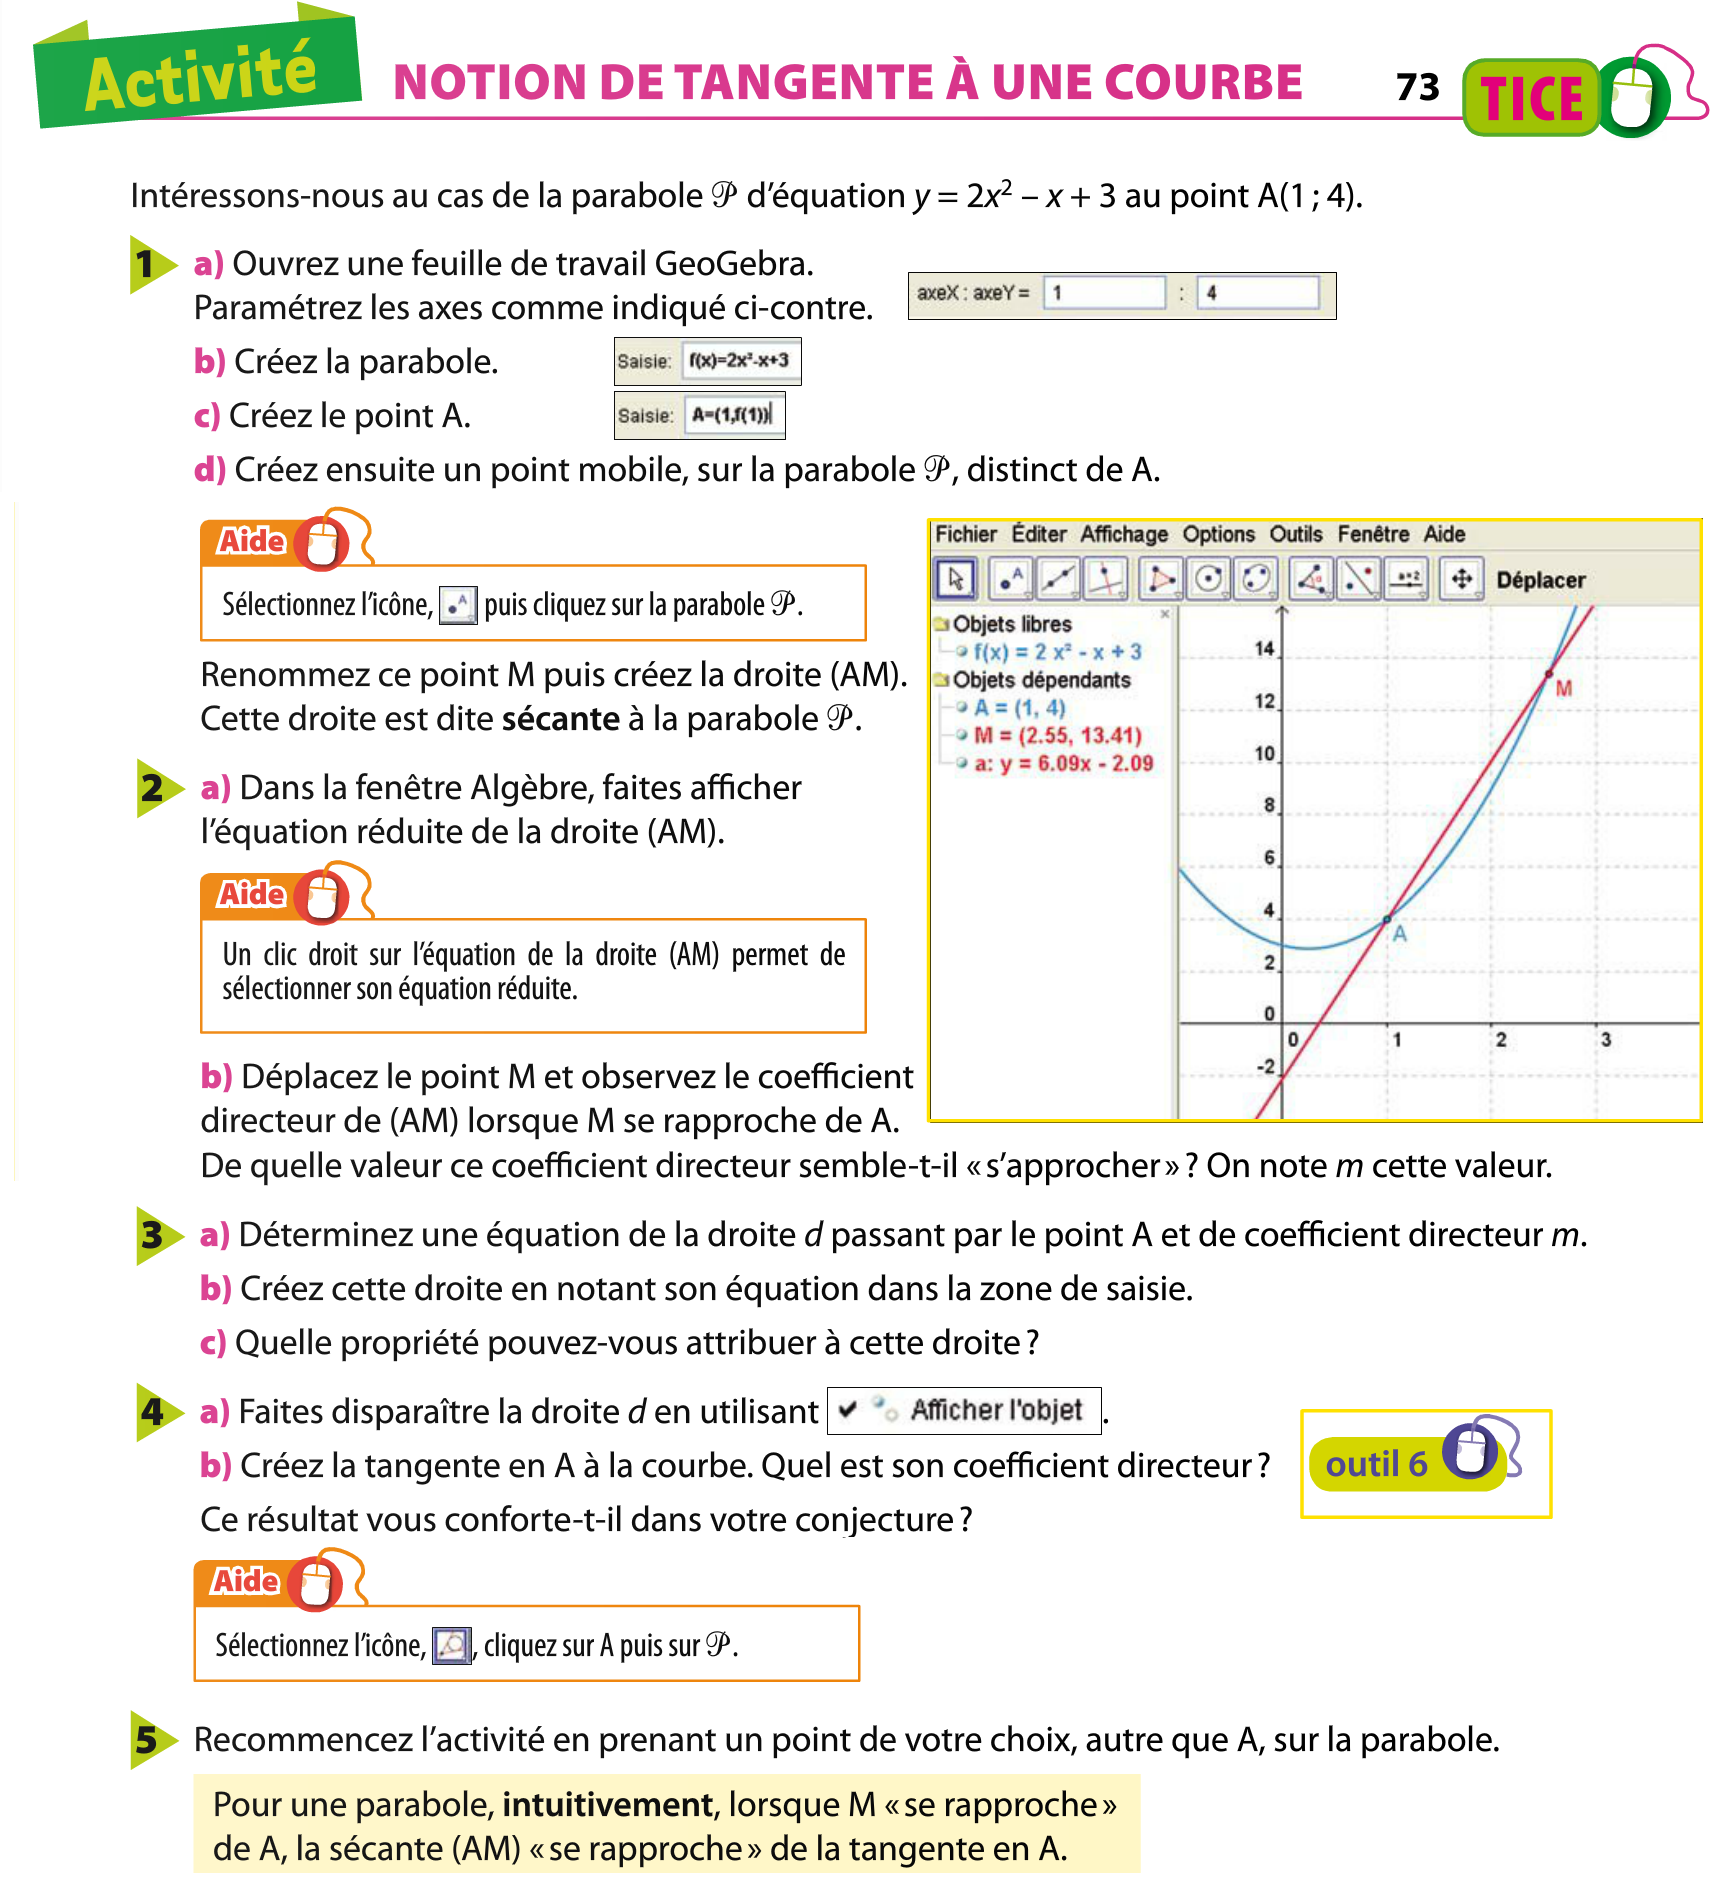 Activité
NOTION DE TANGENTE À UNE COURBE
73 TICE
Intéressons-nous au cas de la parabole 𝒫 d’équation y = 2x² – x + 3 au point A(1 ; 4).
1 a) Ouvrez une feuille de travail GeoGebra.
Paramétrez les axes comme indiqué ci-contre.
axeX : axeY = 1 : 4
b) Créez la parabole.
Saisie: f(x)=2x²-x+3
c) Créez le point A.
Saisie: A=(1,f(1))
d) Créez ensuite un point mobile, sur la parabole 𝒫, distinct de A.
Aide
Sélectionnez l’icône, A puis cliquez sur la parabole 𝒫.
Renommez ce point M puis créez la droite (AM).
Cette droite est dite sécante à la parabole 𝒫.
2 a) Dans la fenêtre Algèbre, faites afficher
l’équation réduite de la droite (AM).
Aide
Un clic droit sur l’équation de la droite (AM) permet de
sélectionner son équation réduite.
b) Déplacez le point M et observez le coefficient
directeur de (AM) lorsque M se rapproche de A.
De quelle valeur ce coefficient directeur semble-t-il « s’approcher » ? On note m cette valeur.
Fichier Éditer Affichage Options Outils Fenêtre Aide
A a=2 Déplacer
Objets libres
f(x) = 2 x² - x + 3
Objets dépendants
A = (1, 4)
M = (2.55, 13.41)
a: y = 6.09x - 2.09
14
12
10
8
6
4
2
0
-2
0 1 2 3
M
A
3 a) Déterminez une équation de la droite d passant par le point A et de coefficient directeur m.
b) Créez cette droite en notant son équation dans la zone de saisie.
c) Quelle propriété pouvez-vous attribuer à cette droite ?
4 a) Faites disparaître la droite d en utilisant ✔ Afficher l'objet .
b) Créez la tangente en A à la courbe. Quel est son coefficient directeur ?
outil 6
Ce résultat vous conforte-t-il dans votre conjecture ?
Aide
Sélectionnez l’icône, , cliquez sur A puis sur 𝒫.
5 Recommencez l’activité en prenant un point de votre choix, autre que A, sur la parabole.
Pour une parabole, intuitivement, lorsque M « se rapproche »
de A, la sécante (AM) « se rapproche » de la tangente en A.